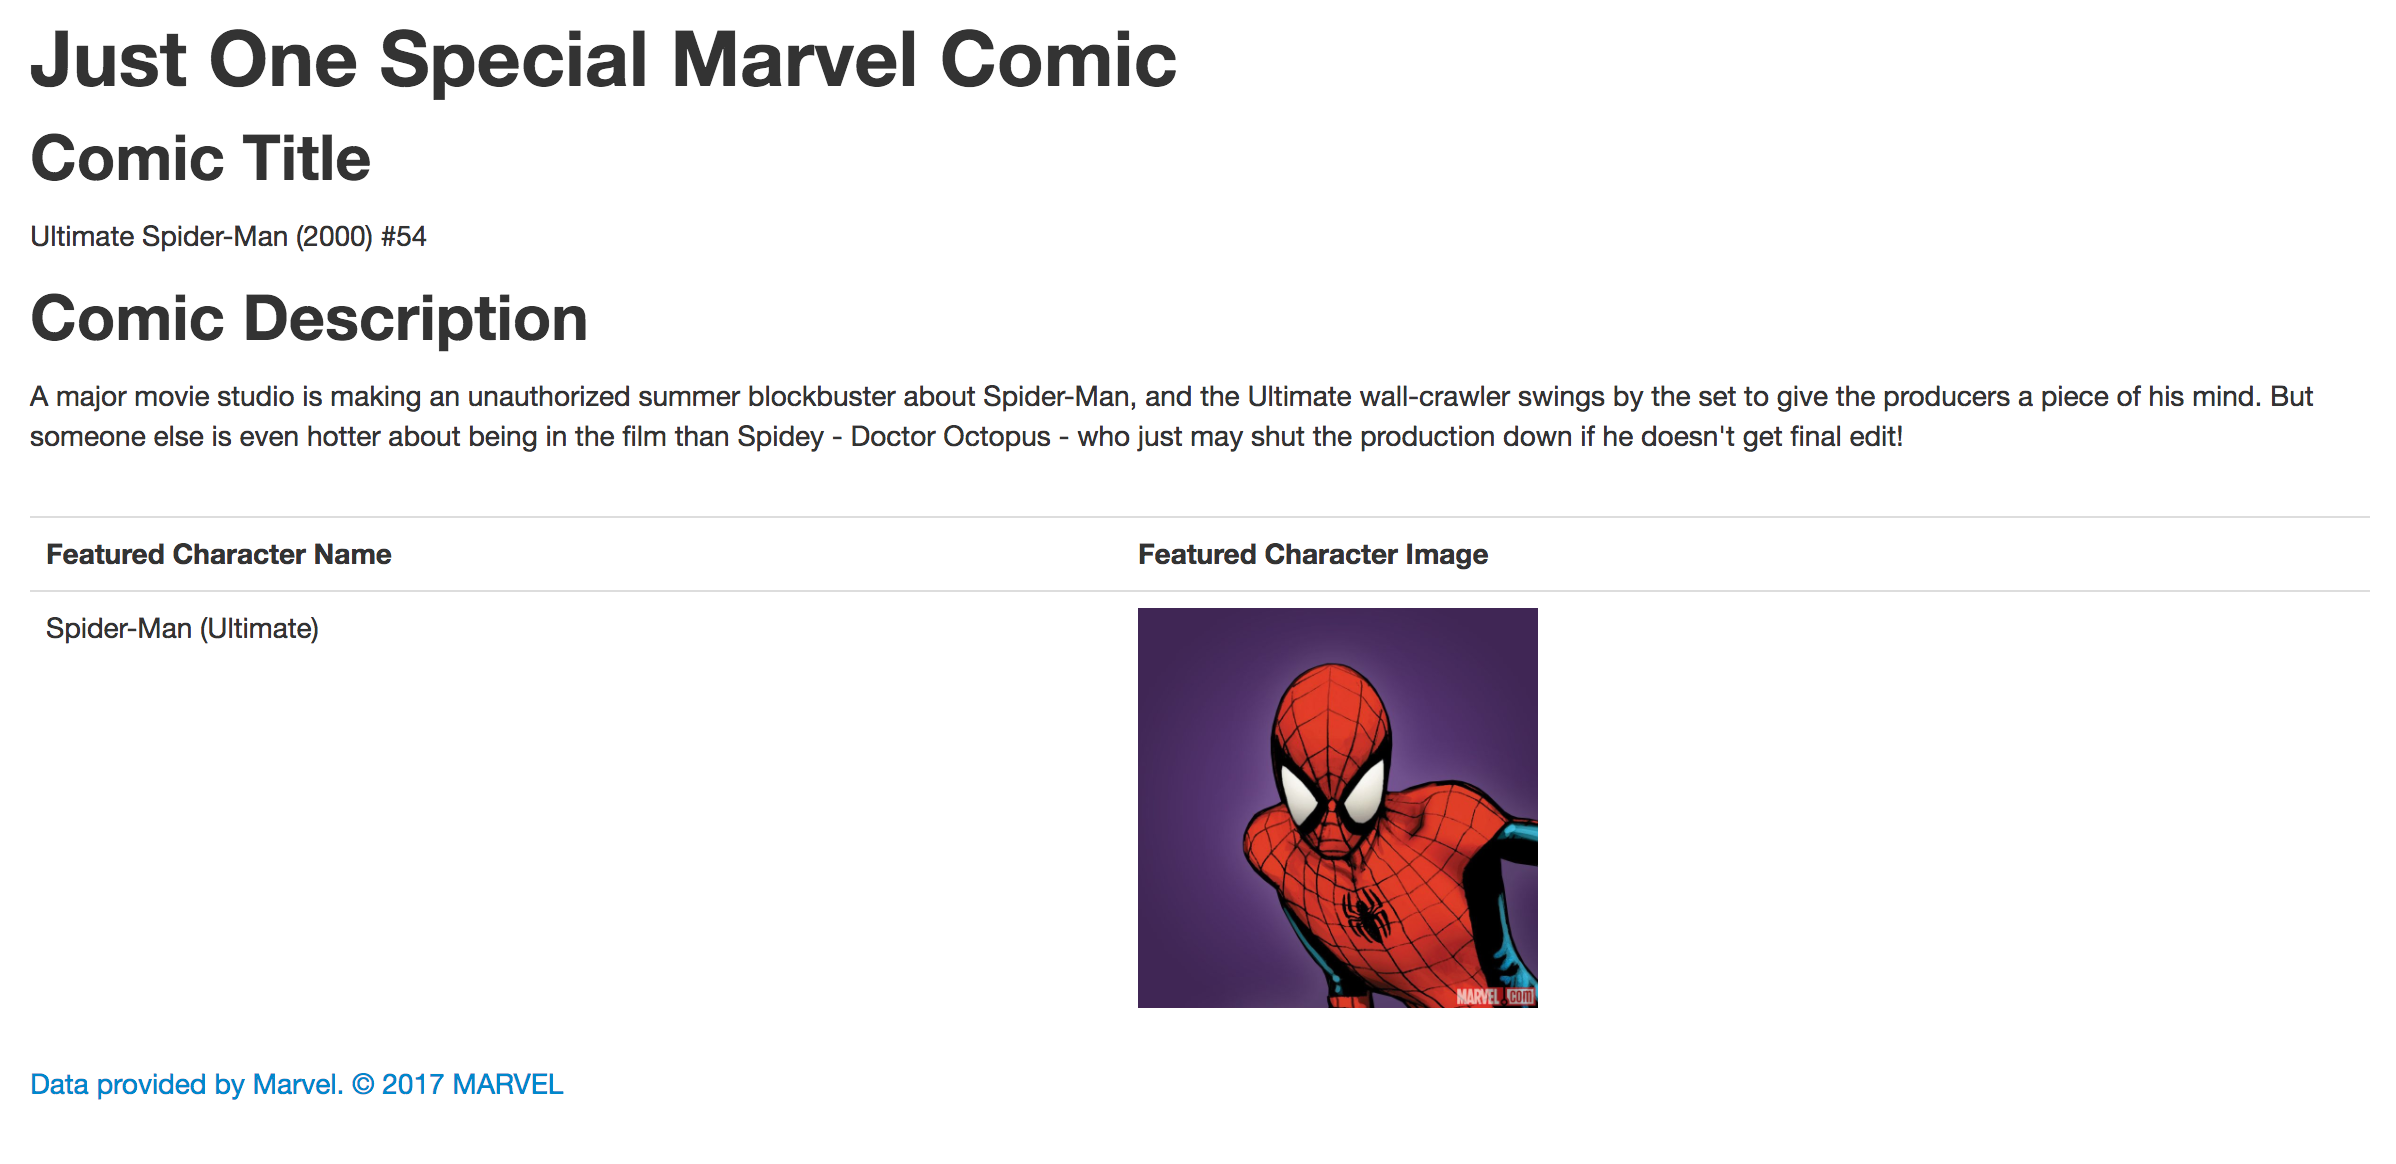 Just One Special Marvel Comic
Comic Title
Ultimate Spider-Man (2000) #54
Comic Description
A major movie studio is making an unauthorized summer blockbuster about Spider-Man, and the Ultimate wall-crawler swings by the set to give the producers a piece of his mind. But
someone else is even hotter about being in the film than Spidey - Doctor Octopus - who just may shut the production down if he doesn't get final edit!
Featured Character Name Featured Character Image
Spider-Man (Ultimate)
MARVEL.com
Data provided by Marvel. © 2017 MARVEL